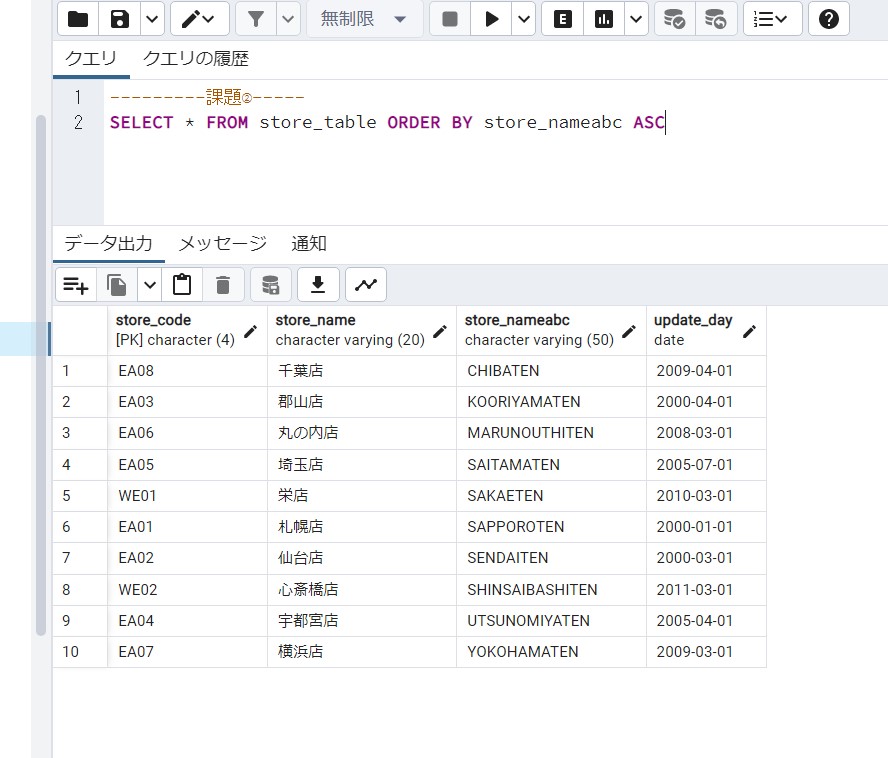 無制限
E
クエリ クエリの履歴
1 ---------課題②-----
2 SELECT * FROM store_table ORDER BY store_nameabc ASC
データ出力 メッセージ 通知
store_code store_name store_nameabc update_day
[PK] character (4) character varying (20) character varying (50) date
1 EA08 千葉店 CHIBATEN 2009-04-01
2 EA03 郡山店 KOORIYAMATEN 2000-04-01
3 EA06 丸の内店 MARUNOUTHITEN 2008-03-01
4 EA05 埼玉店 SAITAMATEN 2005-07-01
5 WE01 栄店 SAKAETEN 2010-03-01
6 EA01 札幌店 SAPPOROTEN 2000-01-01
7 EA02 仙台店 SENDAITEN 2000-03-01
8 WE02 心斎橋店 SHINSAIBASHITEN 2011-03-01
9 EA04 宇都宮店 UTSUNOMIYATEN 2005-04-01
10 EA07 横浜店 YOKOHAMATEN 2009-03-01